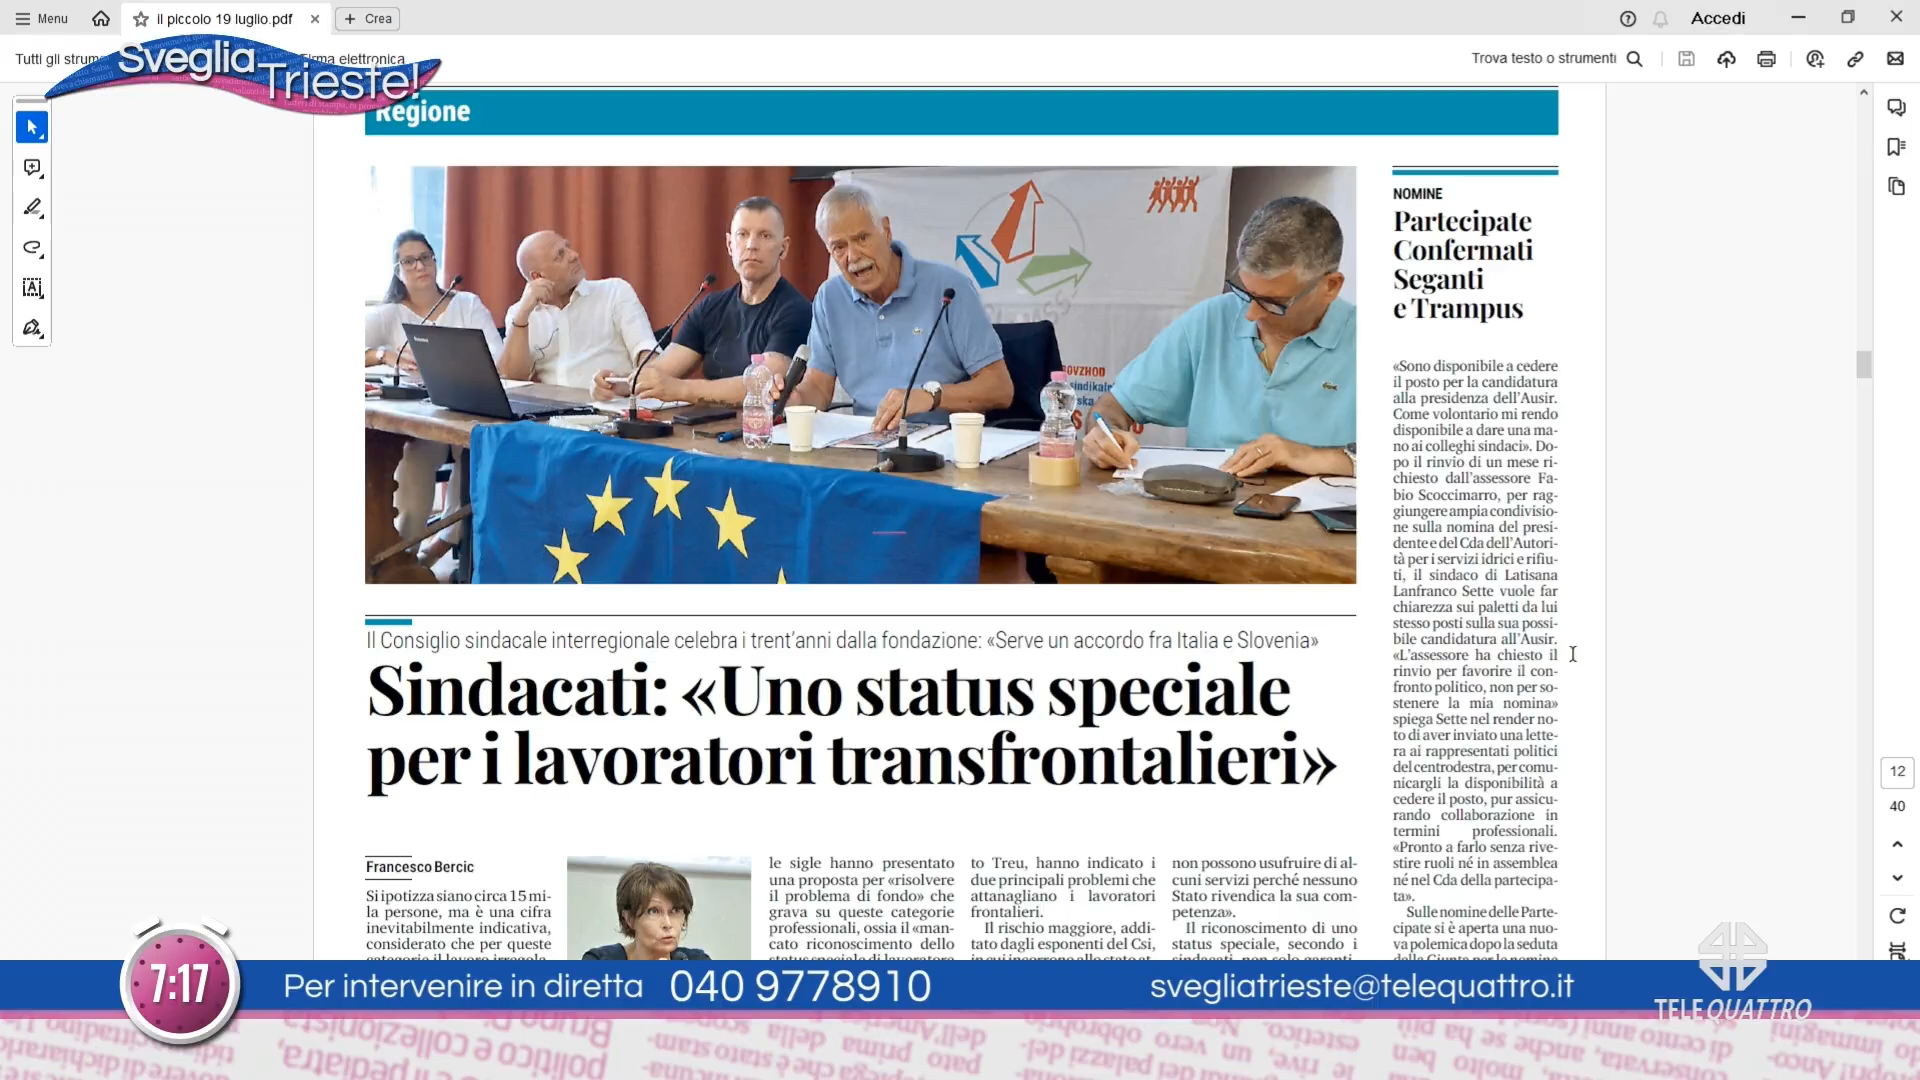 Menu
il piccolo 19 luglio.pdf
Crea
Accedi
Tutti gli strum
Firma elettronica
Trova testo o strumenti
Sveglia
Trieste!
Regione
Il Consiglio sindacale interregionale celebra i trent'anni dalla fondazione: «Serve un accordo fra Italia e Slovenia»
Sindacati: «Uno status speciale
per i lavoratori transfrontalieri»
Francesco Bercic
Si ipotizza siano circa 15 mi-
la persone, ma è una cifra
inevitabilmente indicativa,
considerato che per queste
categorie il lavoro irregola-
le sigle hanno presentato
una proposta per «risolvere
il problema di fondo» che
grava su queste categorie
professionali, ossia il «man-
cato riconoscimento dello
status speciale di lavoratore
to Treu, hanno indicato i
due principali problemi che
attanagliano i lavoratori
frontalieri.
Il rischio maggiore, addi-
tato dagli esponenti del Csi,
non possono usufruire di al-
cuni servizi perché nessuno
Stato rivendica la sua com-
petenza».
Il riconoscimento di uno
status speciale, secondo i
NOMINE
Partecipate
Confermati
Seganti
e Trampus
«Sono disponibile a cedere
il posto per la candidatura
alla presidenza dell'Ausir.
Come volontario mi rendo
disponibile a dare una ma-
no ai colleghi sindaci». Do-
po il rinvio di un mese ri-
chiesto dall'assessore Fa-
bio Scoccimarro, per rag-
giungere ampia condivisio-
ne sulla nomina del presi-
dente e del Cda dell'Autori-
tà per i servizi idrici e rifiu-
ti, il sindaco di Latisana
Lanfranco Sette vuole far
chiarezza sui paletti da lui
stesso posti sulla sua possi-
bile candidatura all'Ausir.
«L'assessore ha chiesto il
rinvio per favorire il con-
fronto politico, non per so-
stenere la mia nomina»
spiega Sette nel render no-
to di aver inviato una lette-
ra ai rappresentati politici
del centrodestra, per comu-
nicargli la disponibilità a
cedere il posto, pur assicu-
rando collaborazione in
termini professionali.
«Pronto a farlo senza rive-
stire ruoli né in assemblea
né nel Cda della partecipa-
ta».
Sulle nomine delle Parte-
cipate si è aperta una nuo-
va polemica dopo la seduta
della Giunta per le nomine
12
40
7:17
Per intervenire in diretta 040 9778910
svegliatrieste@telequattro.it
TELEQUATTRO